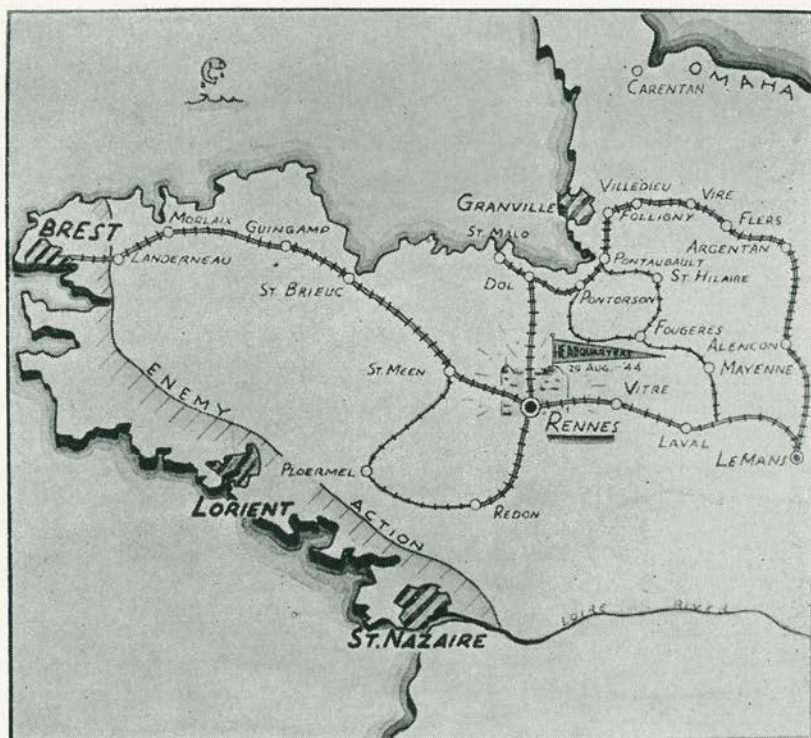 OMAHA
CARENTAN
VILLEDIEU
VIRE
GRANVILLE
FOLLIGNY
FLERS
MORLAIX
BREST
GUINGAMP
ST. MALO
ARGENTAN
LANDERNEAU
PONTAUBAULT
DOL
ST. HILAIRE
ST. BRIEUC
PONTORSON
FOUGERES
HEADQUARTERS
29 AUG.-44
ALENCON
ST. MEEN
MAYENNE
ENEMY
VITRE
RENNES
LAVAL
LE MANS
PLOERMEL
LORIENT
ACTION
REDON
LOIRE RIVER
ST. NAZAIRE